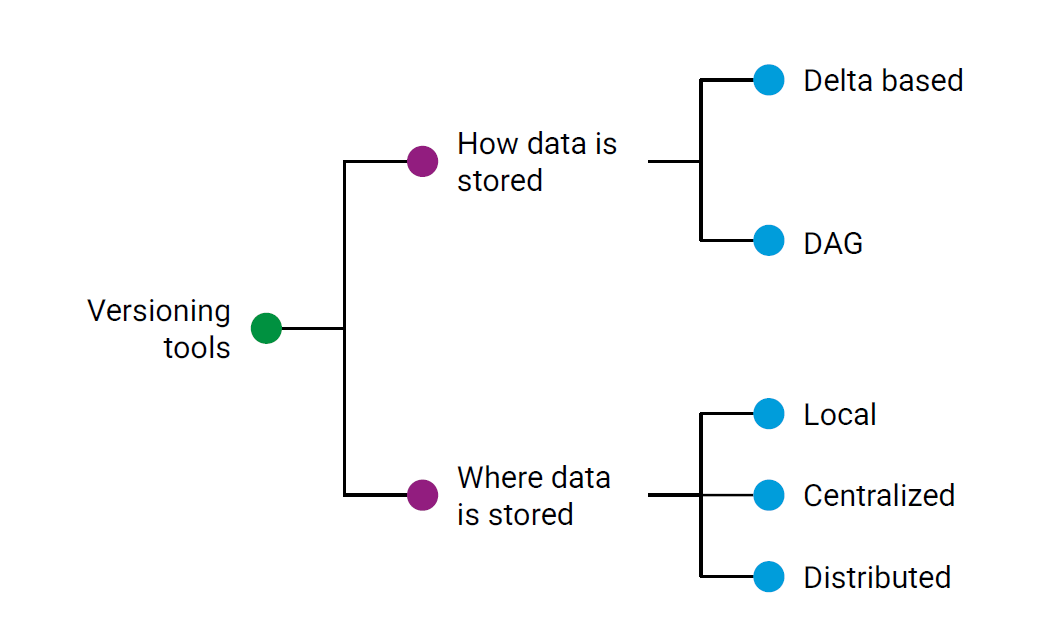 Versioning
tools
How data is
stored
Delta based
DAG
Where data
is stored
Local
Centralized
Distributed